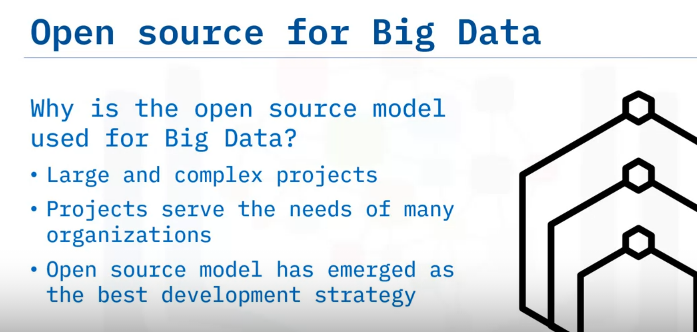 Open source for Big Data
Why is the open source model
used for Big Data?
• Large and complex projects
• Projects serve the needs of many
organizations
• Open source model has emerged as
the best development strategy